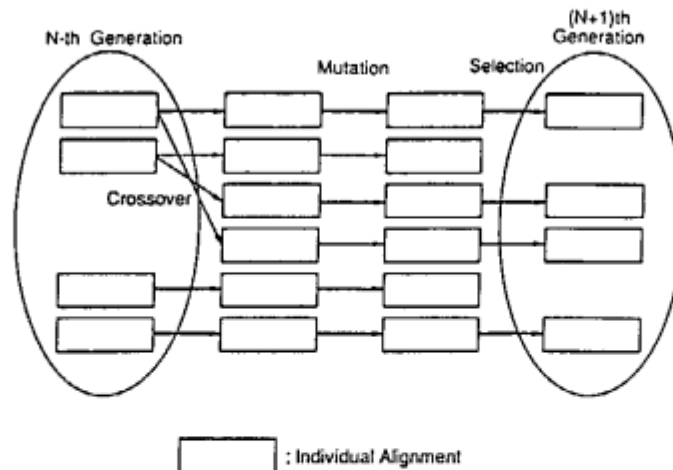 N-th Generation
(N+1)th
Generation
Mutation
Selection
Crossover
: Individual Alignment